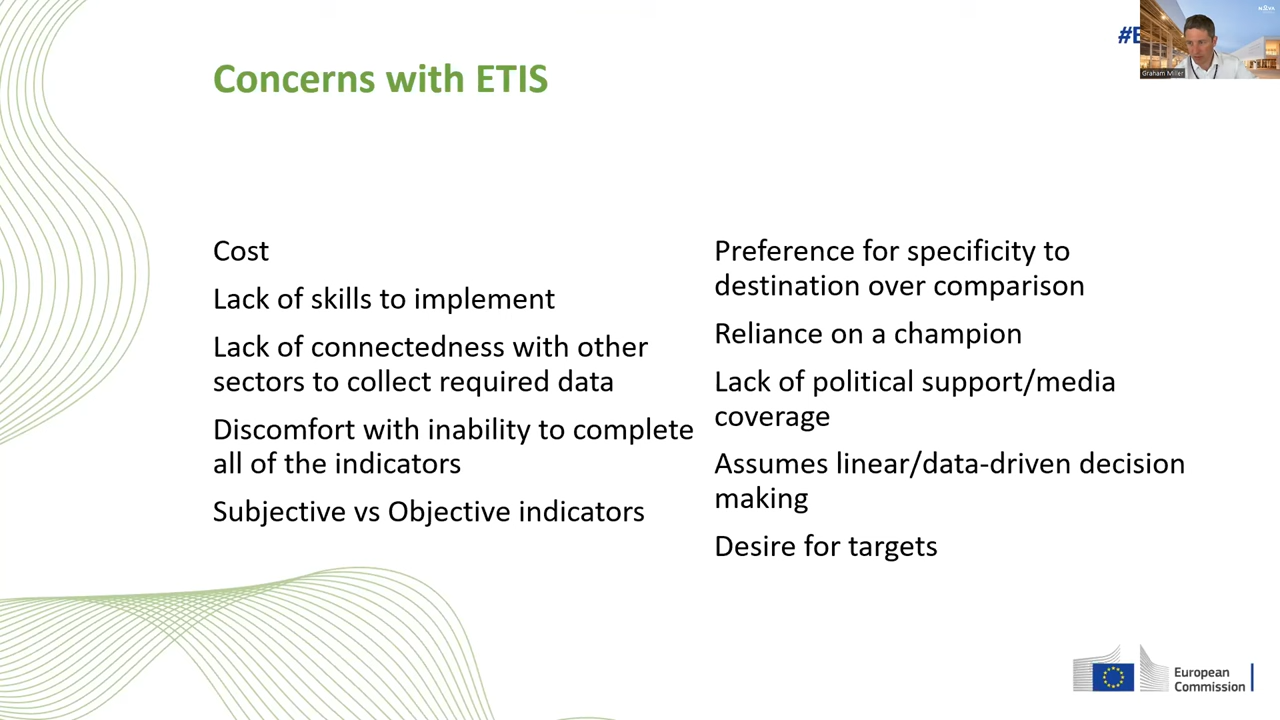 Concerns with ETIS
#E
NOVA
Graham Miller
Cost
Lack of skills to implement
Lack of connectedness with other
sectors to collect required data
Discomfort with inability to complete
all of the indicators
Subjective vs Objective indicators
Preference for specificity to
destination over comparison
Reliance on a champion
Lack of political support/media
coverage
Assumes linear/data-driven decision
making
Desire for targets
European
Commission